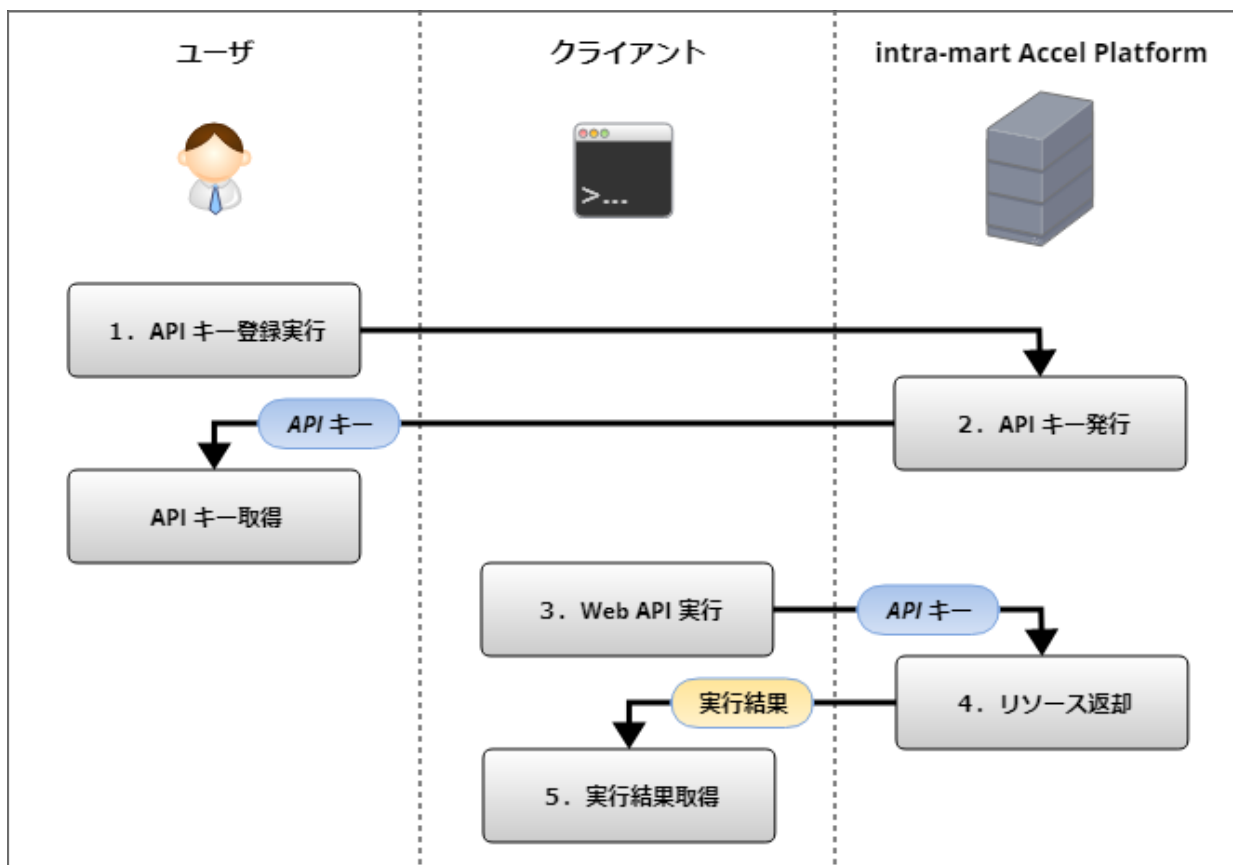 ユーザ
クライアント
intra-mart Accel Platform
>...
1．API キー登録実行
2．API キー発行
API キー
API キー取得
3．Web API 実行
API キー
4．リソース返却
実行結果
5．実行結果取得